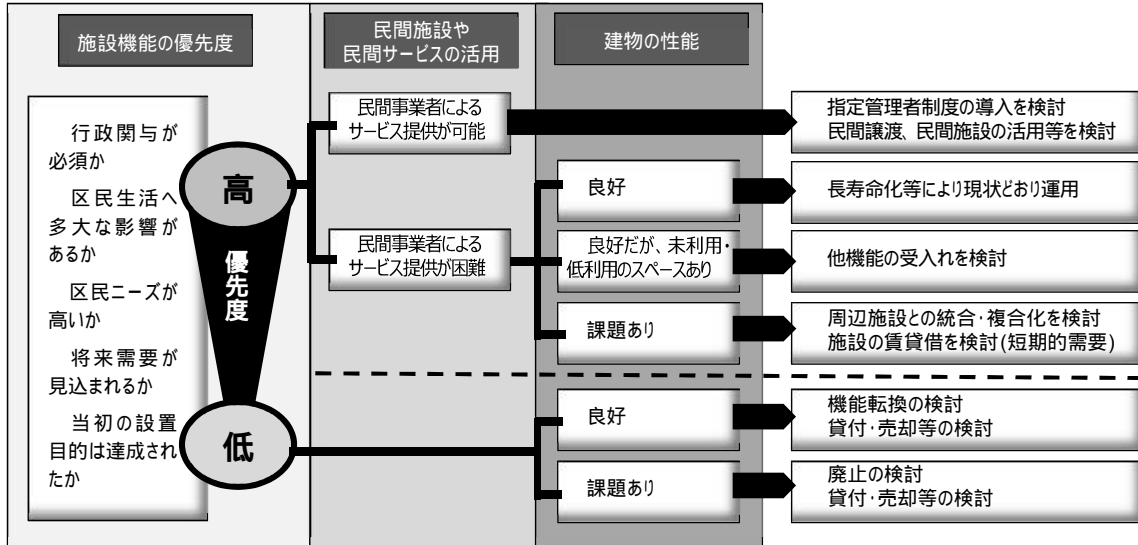 施設機能の優先度
民間施設や
民間サービスの活用
建物の性能
行政関与が
必須か
区民生活へ
多大な影響が
あるか
区民ニーズが
高いか
将来需要が
見込まれるか
当初の設置
目的は達成され
たか
高
優先度
低
民間事業者による
サービス提供が可能
民間事業者による
サービス提供が困難
良好
良好だが、未利用・
低利用のスペースあり
課題あり
良好
課題あり
指定管理者制度の導入を検討
民間譲渡、民間施設の活用等を検討
長寿命化等により現状どおり運用
他機能の受入れを検討
周辺施設との統合・複合化を検討
施設の賃貸借を検討(短期的需要)
機能転換の検討
貸付・売却等の検討
廃止の検討
貸付・売却等の検討